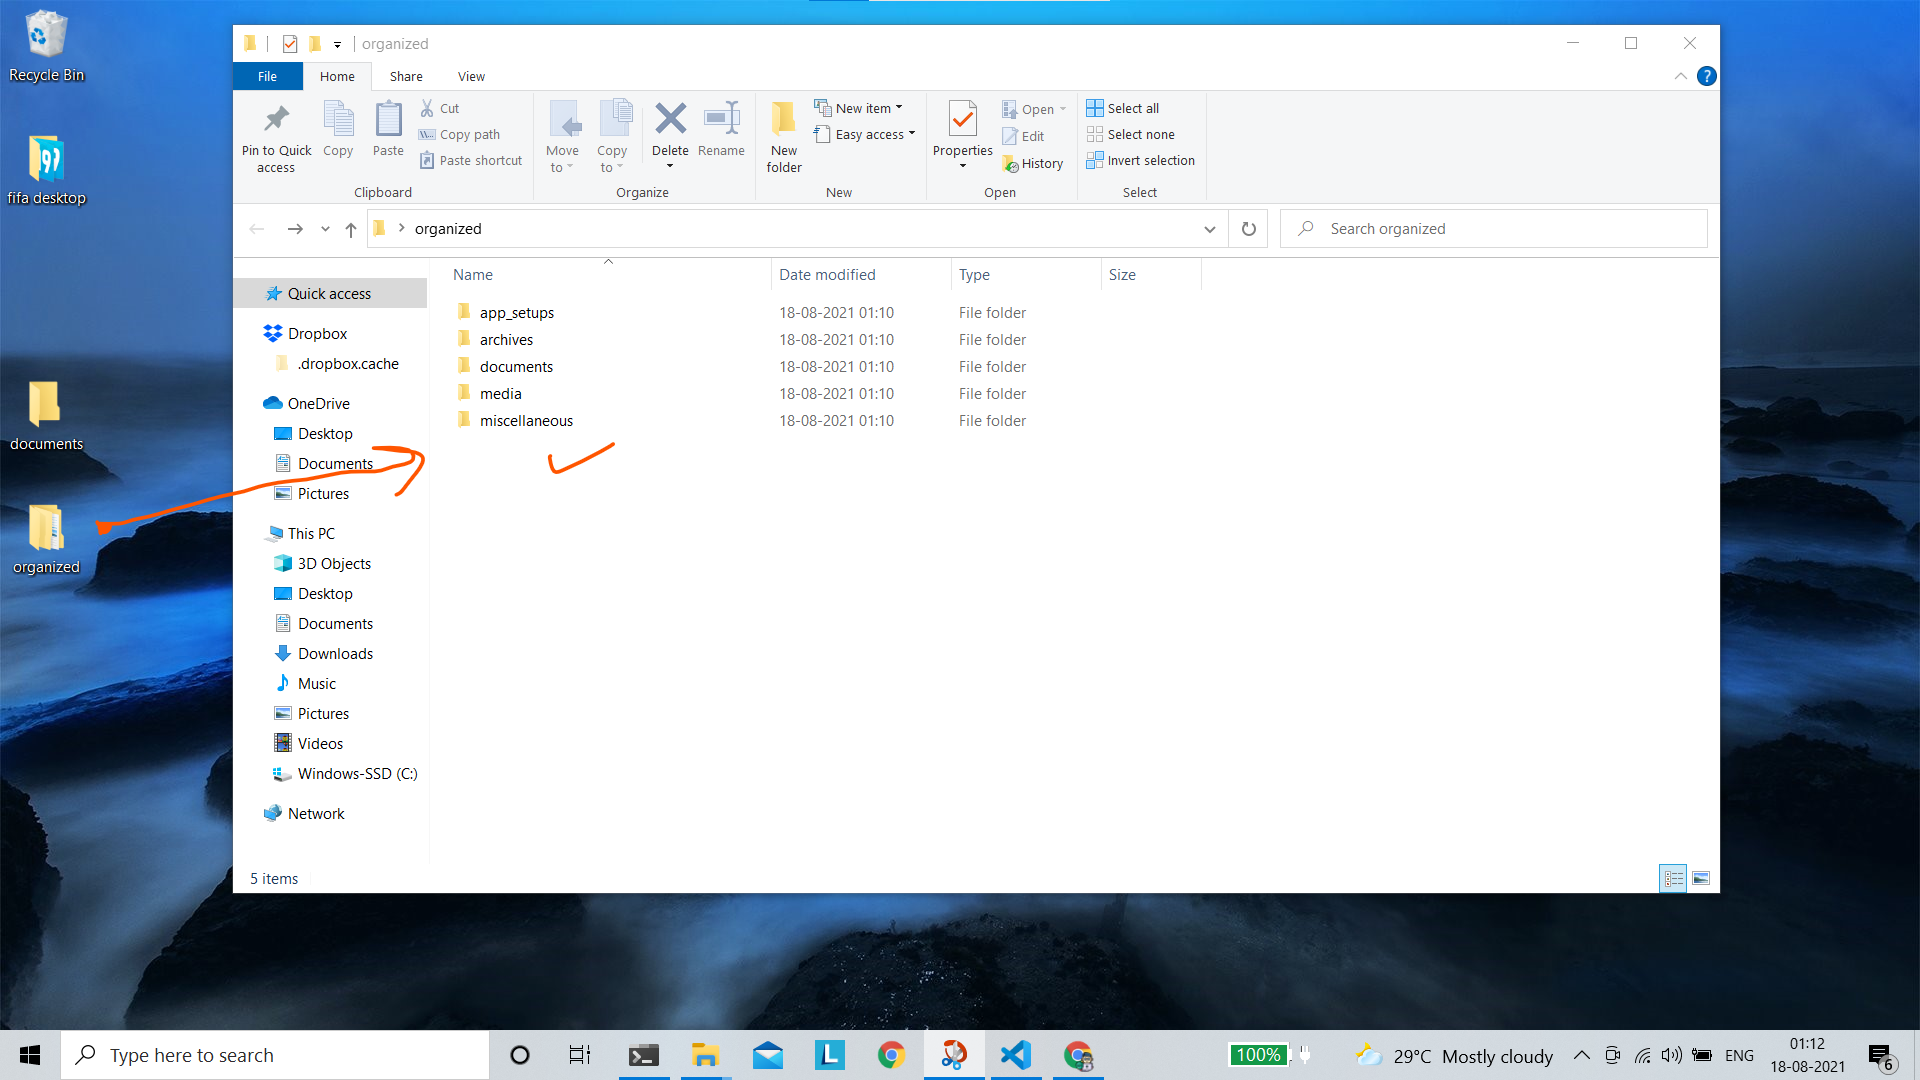 Recycle Bin
fifa desktop
documents
organized
organized
File Home Share View
Pin to Quick access
Copy
Paste
Cut
Copy path
Paste shortcut
Clipboard
Move to
Copy to
Delete
Rename
Organize
New folder
New item
Easy access
New
Properties
Open
Edit
History
Open
Select all
Select none
Invert selection
Select
organized
Search organized
Quick access
Dropbox
.dropbox.cache
OneDrive
Desktop
Documents
Pictures
This PC
3D Objects
Desktop
Documents
Downloads
Music
Pictures
Videos
Windows-SSD (C:)
Network
Name Date modified Type Size
app_setups 18-08-2021 01:10 File folder
archives 18-08-2021 01:10 File folder
documents 18-08-2021 01:10 File folder
media 18-08-2021 01:10 File folder
miscellaneous 18-08-2021 01:10 File folder
5 items
Type here to search
L
100%
29°C Mostly cloudy
ENG
01:12
18-08-2021
6